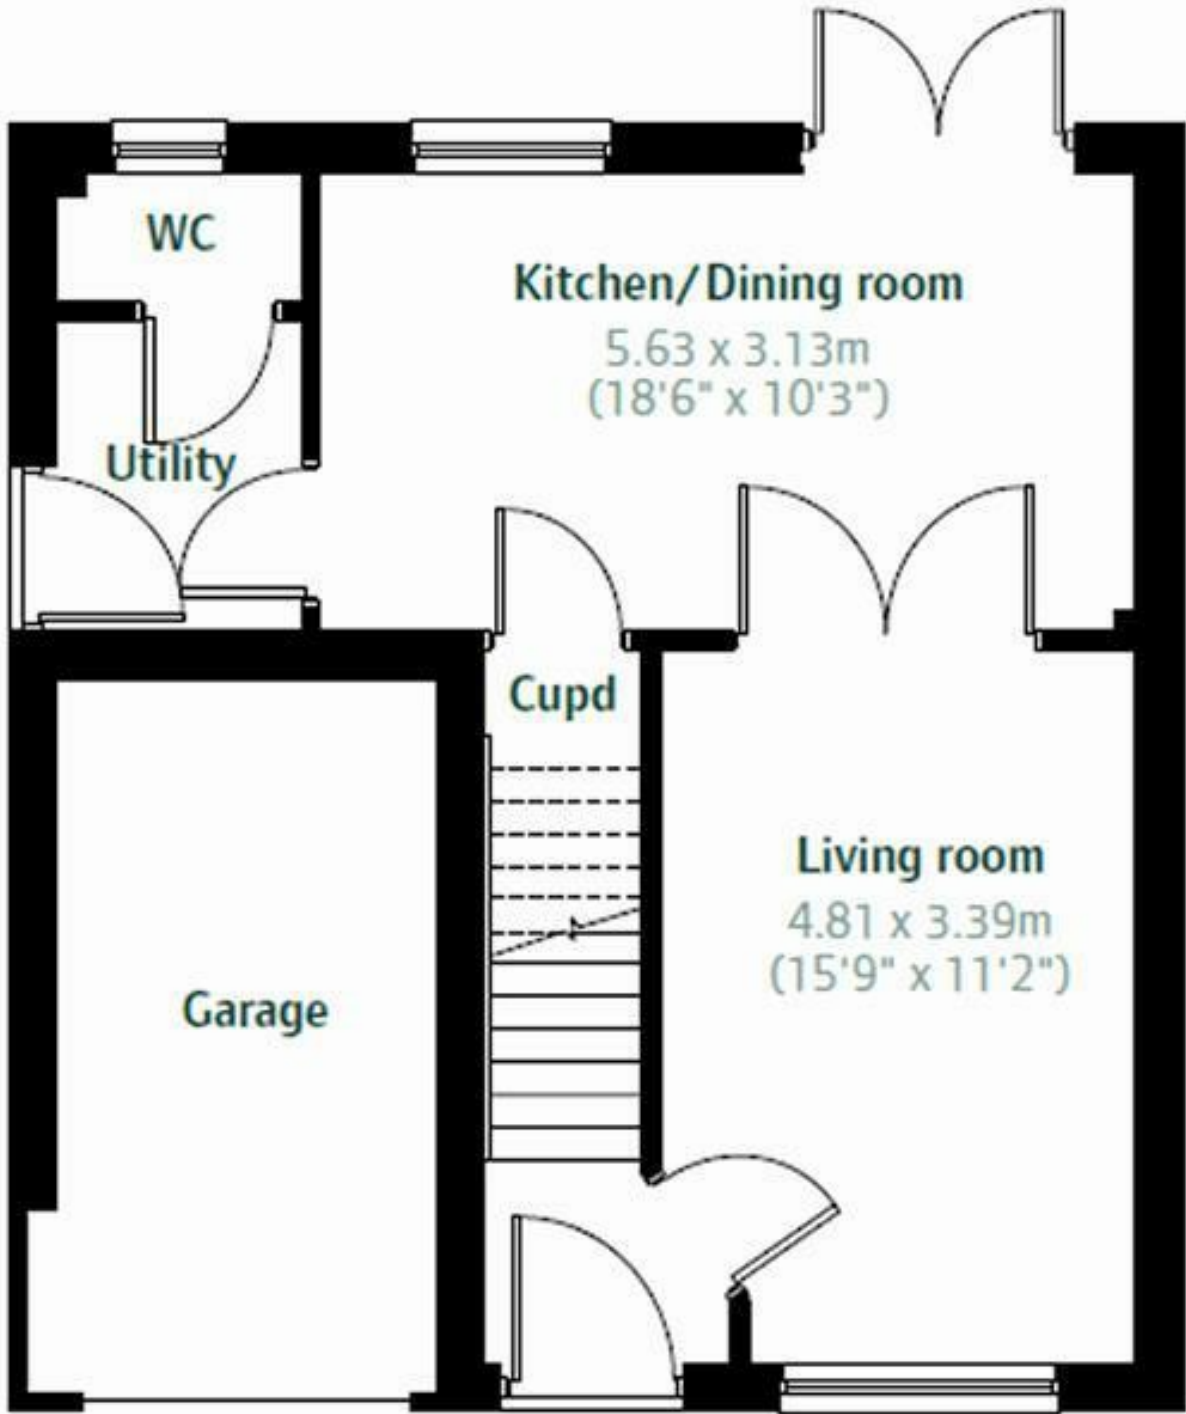 WC
Kitchen/Dining room
5.63 x 3.13m
(18'6" x 10'3")
Utility
Cupd
Living room
4.81 x 3.39m
(15'9" x 11'2")
Garage